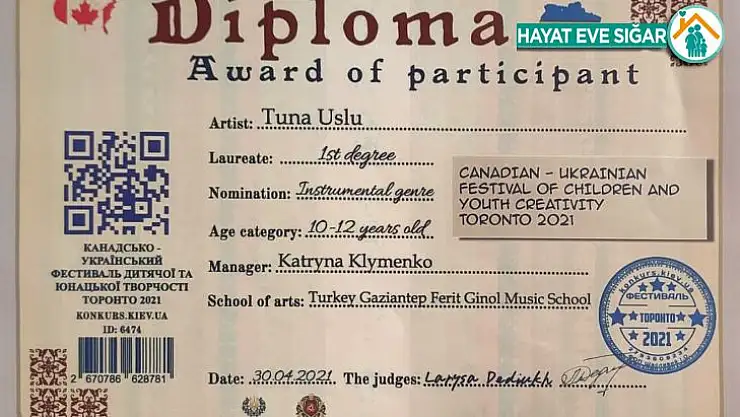 Diploma
HAYAT EVE SIĞAR
Award of participant
Artist: Tuna Uslu
Laureate: 1st degree
Nomination: Instrumental genre
Age category: 10-12 years old
CANADIAN - UKRAINIAN
FESTIVAL OF CHILDREN AND
YOUTH CREATIVITY
TORONTO 2021
Manager: Katryna Klymenko
School of arts: Turkey Gaziantep Ferit Ginol Music School
КАНАДСЬКО -
УКРАЇНСЬКИЙ
ФЕСТИВАЛЬ ДИТЯЧОЇ ТА
ЮНАЦЬКОЇ ТВОРЧОСТІ
ТОРОНТО 2021
KONKURS.KIEV.UA
ID: 6474
2 670786 628781
konkurs.kiev.ua
ФЕСТИВАЛЬ
ТОРОНТО
2021
Date: 30.04.2021 The judges: Larysa Dediukh